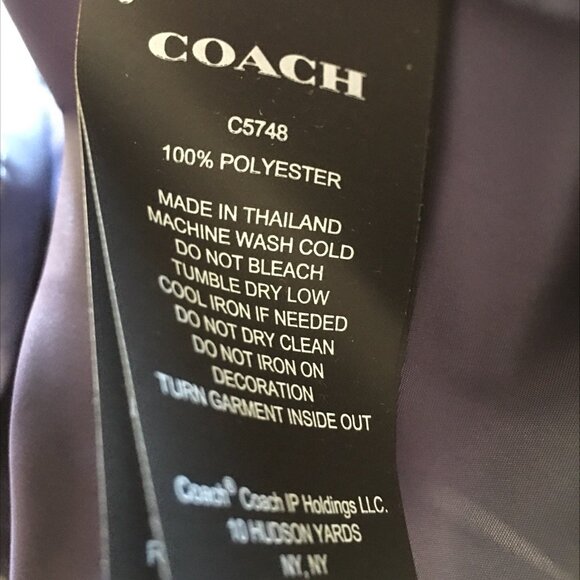 COACH
C5748
100% POLYESTER
MADE IN THAILAND
MACHINE WASH COLD
DO NOT BLEACH
TUMBLE DRY LOW
COOL IRON IF NEEDED
DO NOT DRY CLEAN
DO NOT IRON ON
DECORATION
TURN GARMENT INSIDE OUT
Coach® Coach IP Holdings LLC.
10 HUDSON YARDS
NY, NY